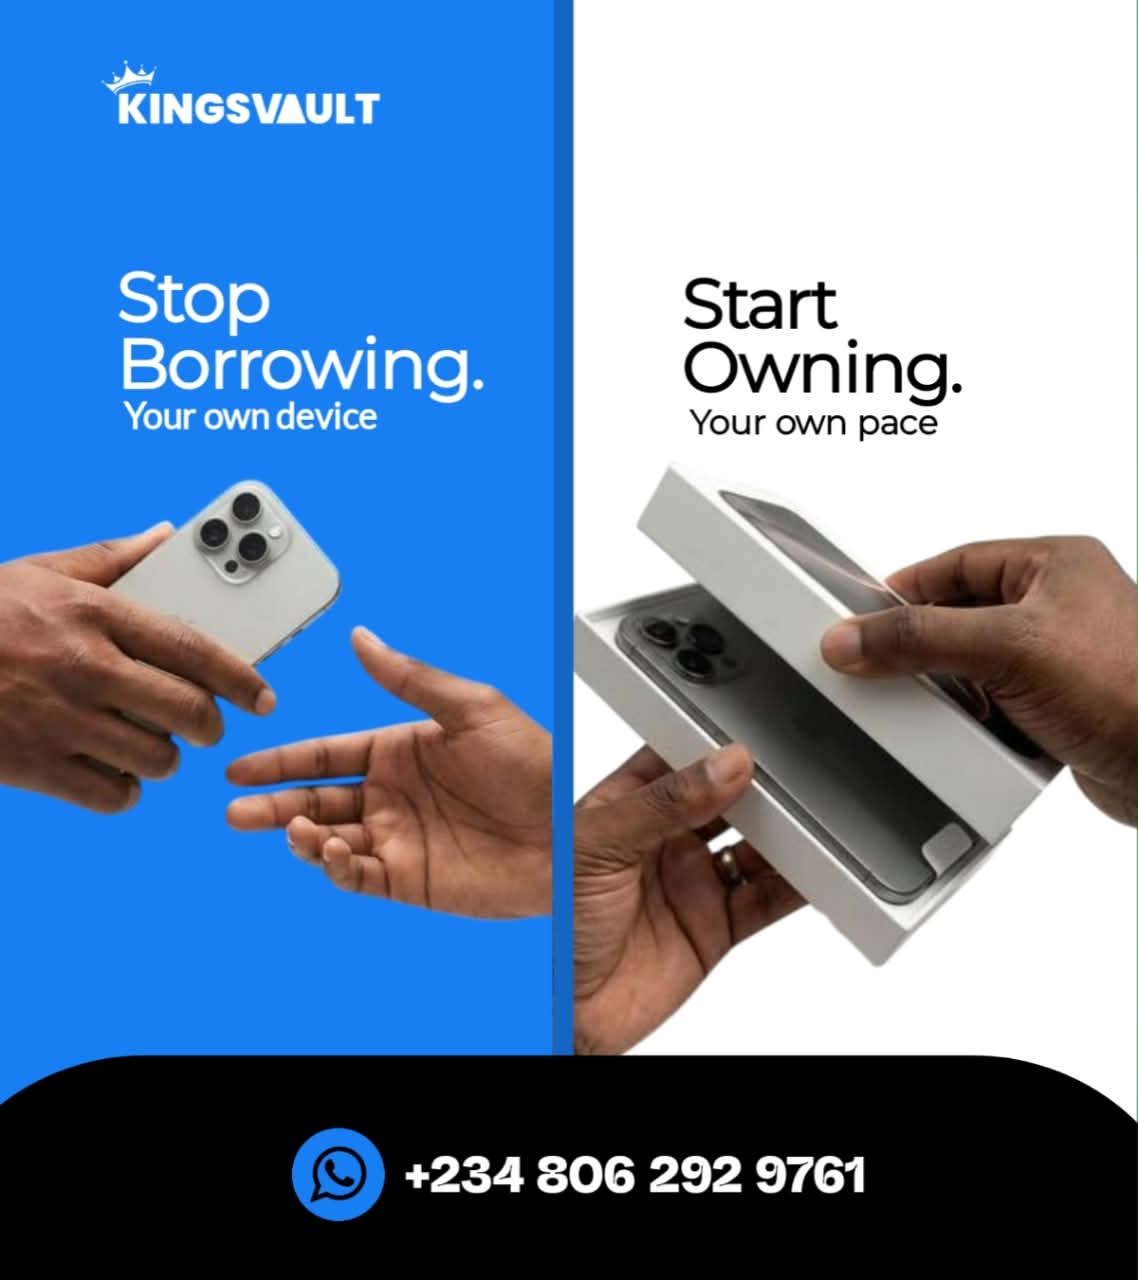 KINGSVAULT
Stop
Borrowing.
Your own device
Start
Owning.
Your own pace
+234 806 292 9761